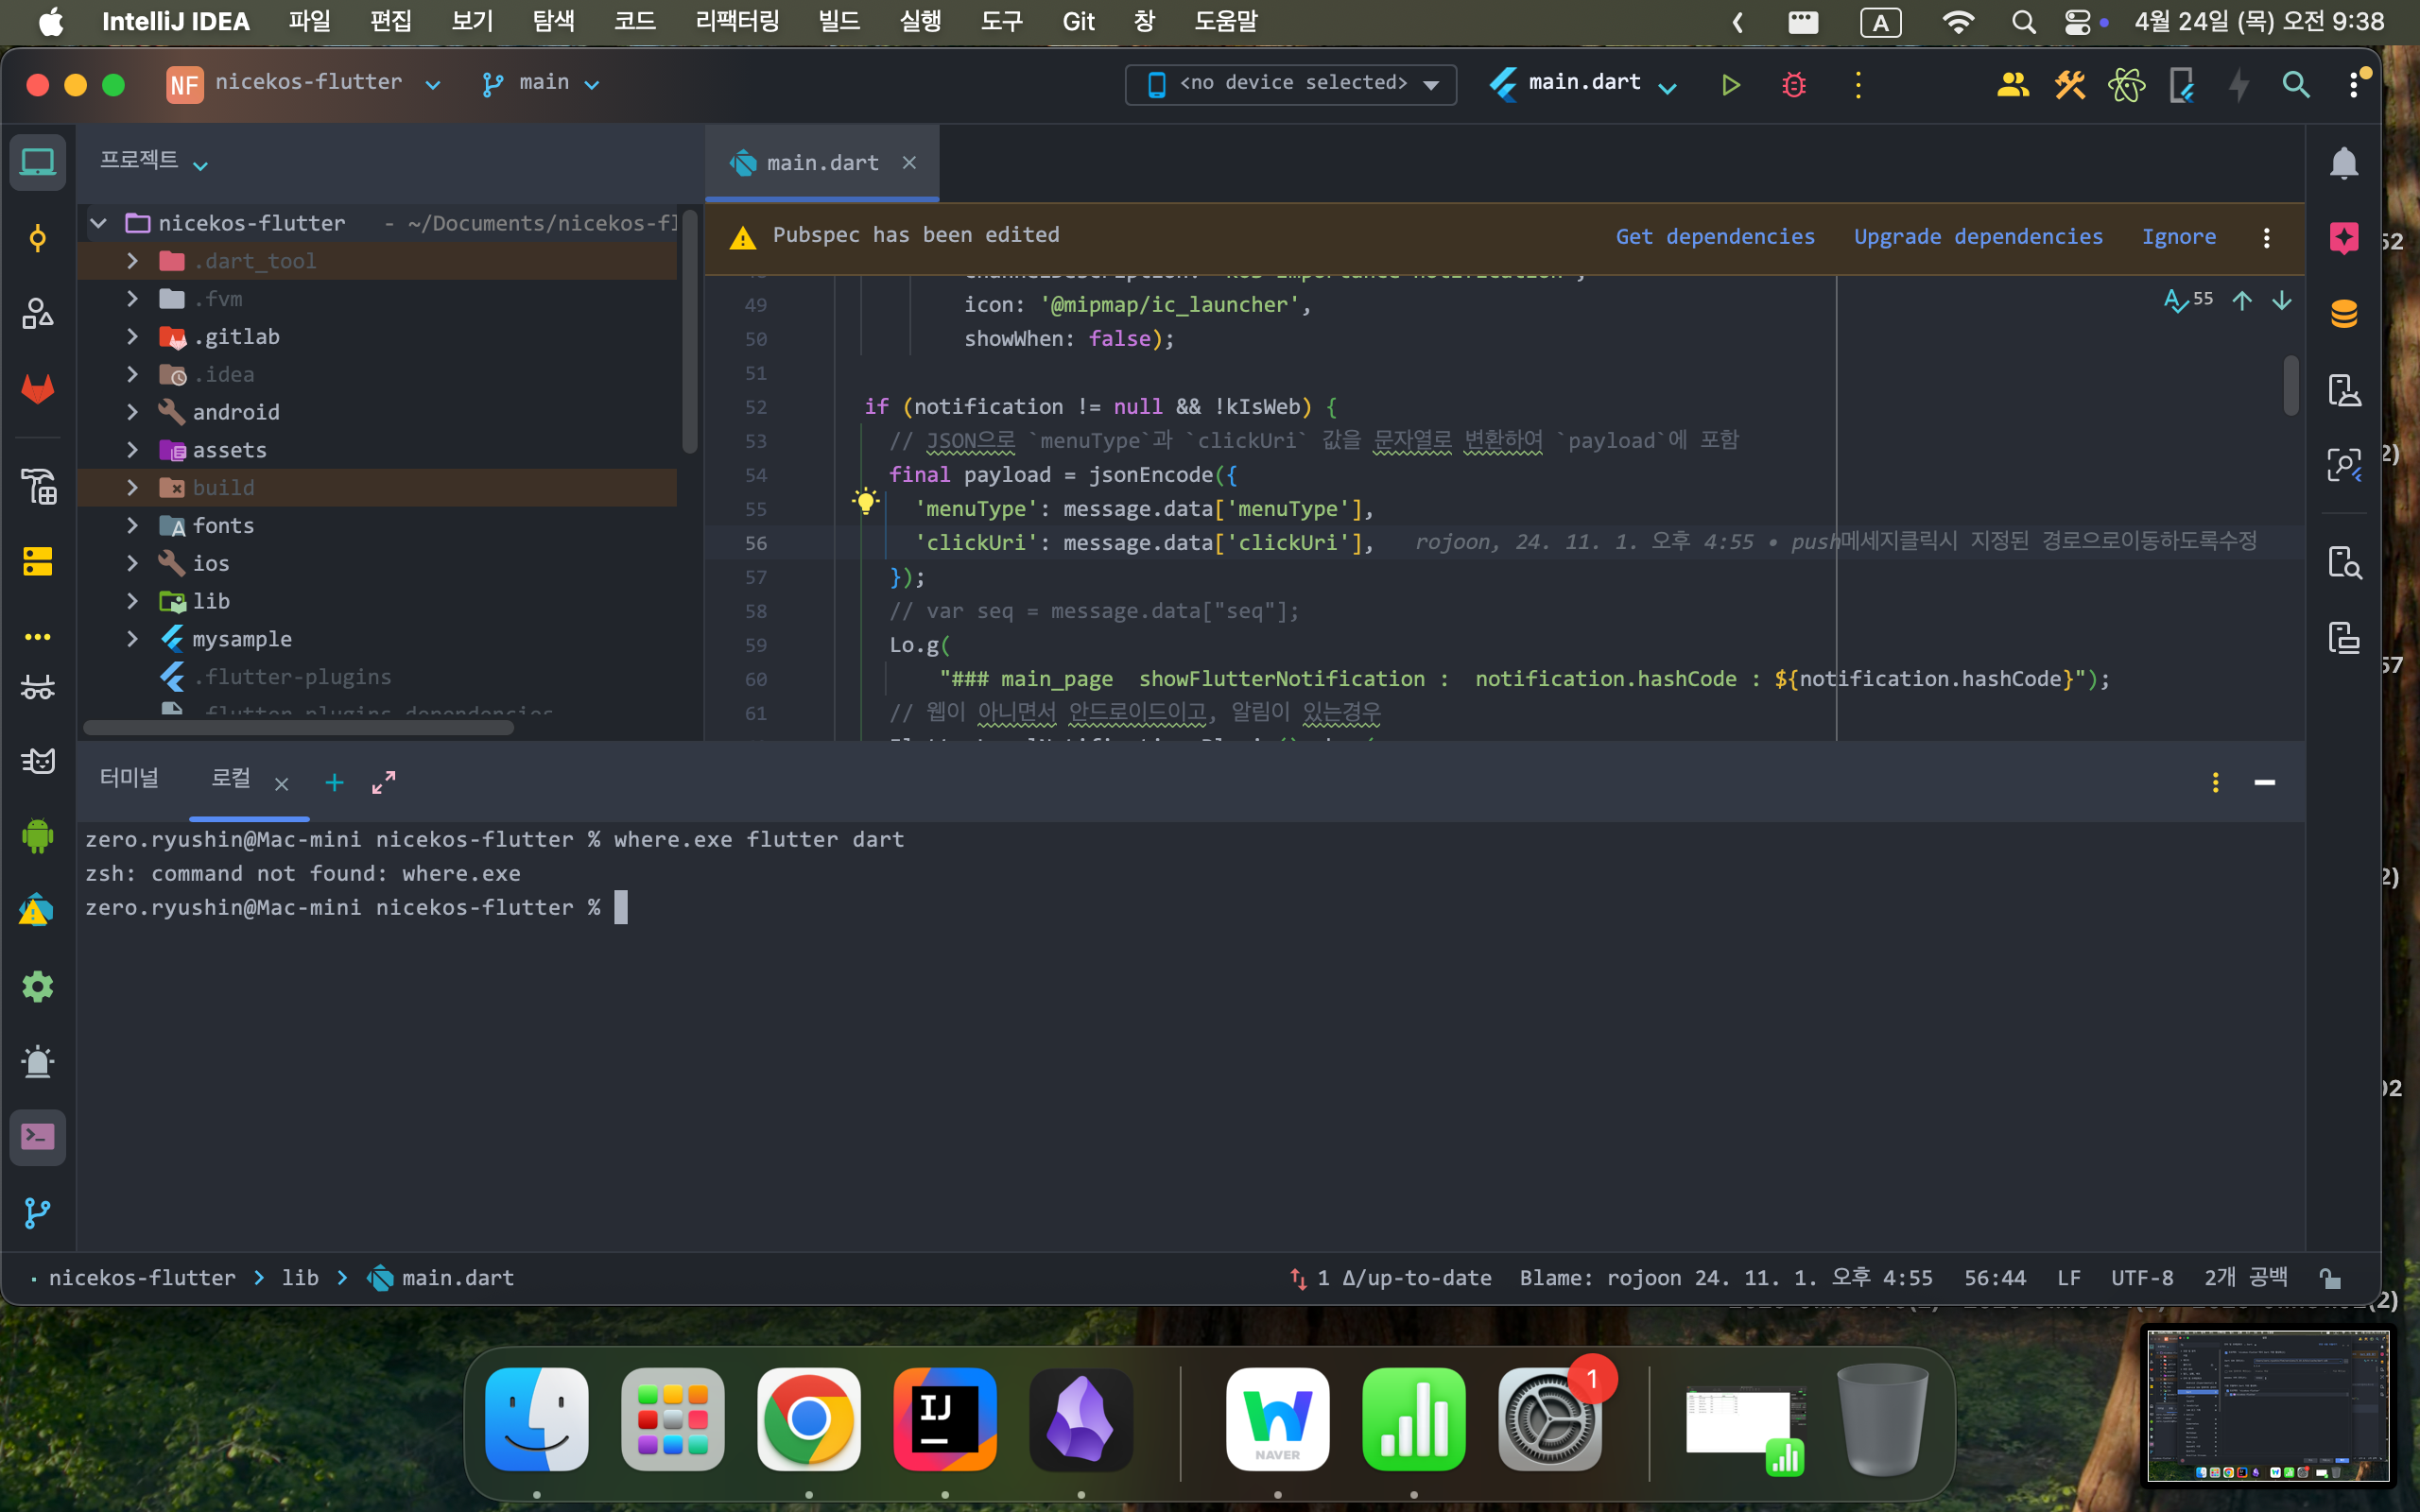 IntelliJ IDEA 파일 편집 보기 탐색 코드 리팩터링 빌드 실행 도구 Git 창 도움말 A 4월 24일 (목) 오전 9:38
NF nicekos-flutter main <no device selected> main.dart
프로젝트
main.dart
nicekos-flutter - ~/Documents/nicekos-fl
.dart_tool
.fvm
.gitlab
.idea
android
assets
build
fonts
ios
lib
mysample
.flutter-plugins
.flutter-plugins-dependencies
Pubspec has been edited Get dependencies Upgrade dependencies Ignore
55
49 icon: '@mipmap/ic_launcher',
50 showWhen: false);
51
52 if (notification != null && !kIsWeb) {
53 // JSON으로 `menuType`과 `clickUri` 값을 문자열로 변환하여 `payload`에 포함
54 final payload = jsonEncode({
55 'menuType': message.data['menuType'],
56 'clickUri': message.data['clickUri'], rojoon, 24. 11. 1. 오후 4:55 • push메세지클릭시 지정된 경로으로이동하도록수정
57 });
58 // var seq = message.data["seq"];
59 Lo.g(
60 "### main_page showFlutterNotification : notification.hashCode : ${notification.hashCode}");
61 // 웹이 아니면서 안드로이드이고, 알림이 있는경우
터미널 로컬
zero.ryushin@Mac-mini nicekos-flutter % where.exe flutter dart
zsh: command not found: where.exe
zero.ryushin@Mac-mini nicekos-flutter %
nicekos-flutter > lib > main.dart 1 Δ/up-to-date Blame: rojoon 24. 11. 1. 오후 4:55 56:44 LF UTF-8 2개 공백
52
2)
57
2)
02
(2)
IJ
NAVER
1